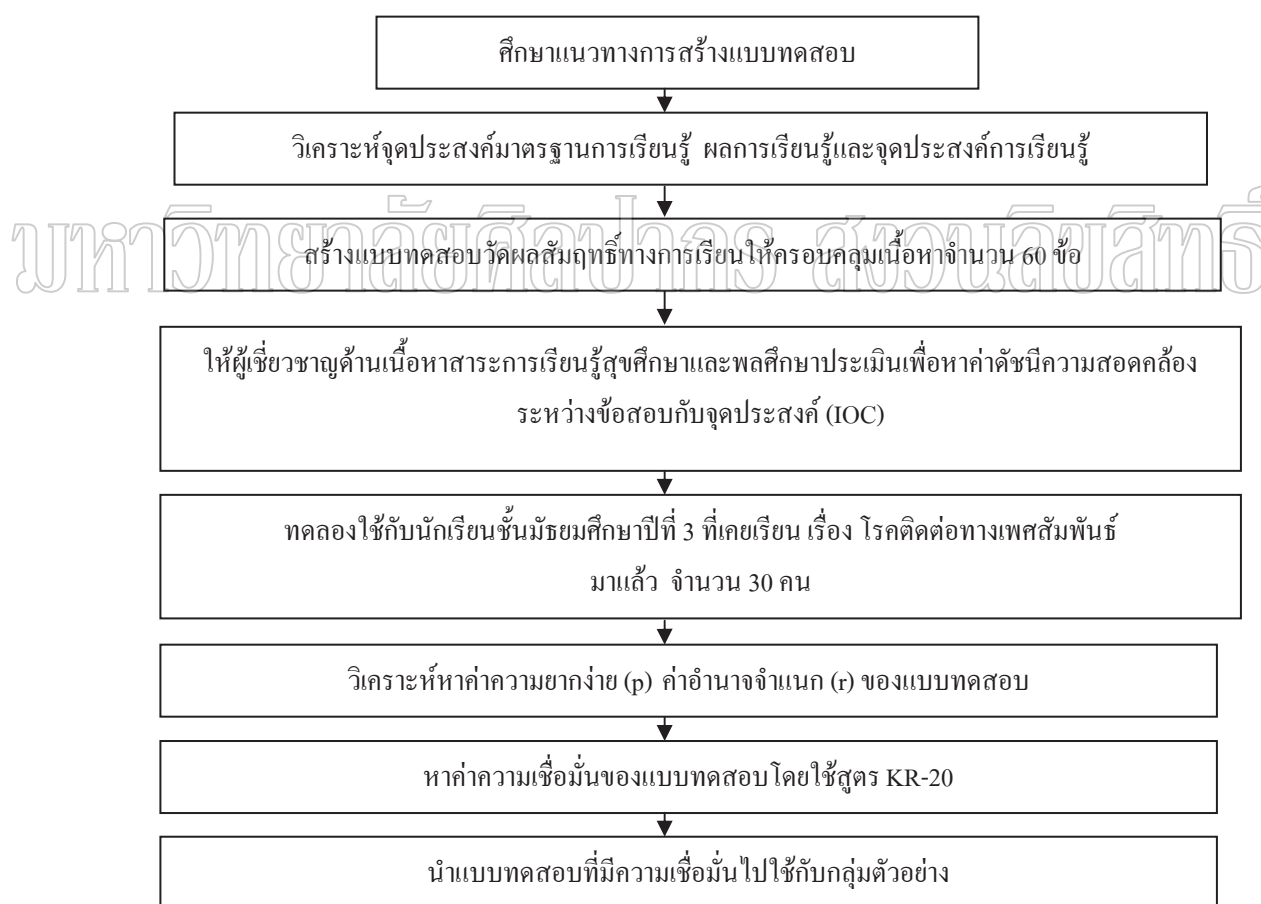 ศึกษาแนวทางการสร้างแบบทดสอบ
วิเคราะห์จุดประสงค์มาตรฐานการเรียนรู้ ผลการเรียนรู้และจุดประสงค์การเรียนรู้
มหาวิทยาลัยศิลปากร สงวนลิขสิทธิ์
สร้างแบบทดสอบวัดผลสัมฤทธิ์ทางการเรียนให้ครอบคลุมเนื้อหาจำนวน 60 ข้อ
ให้ผู้เชี่ยวชาญด้านเนื้อหาสาระการเรียนรู้สุขศึกษาและพลศึกษาประเมินเพื่อหาค่าดัชนีความสอดคล้อง
ระหว่างข้อสอบกับจุดประสงค์ (IOC)
ทดลองใช้กับนักเรียนชั้นมัธยมศึกษาปีที่ 3 ที่เคยเรียน เรื่อง โรคติดต่อทางเพศสัมพันธ์
มาแล้ว จำนวน 30 คน
วิเคราะห์หาค่าความยากง่าย (p) ค่าอำนาจจำแนก (r) ของแบบทดสอบ
หาค่าความเชื่อมั่นของแบบทดสอบโดยใช้สูตร KR-20
นำแบบทดสอบที่มีความเชื่อมั่นไปใช้กับกลุ่มตัวอย่าง